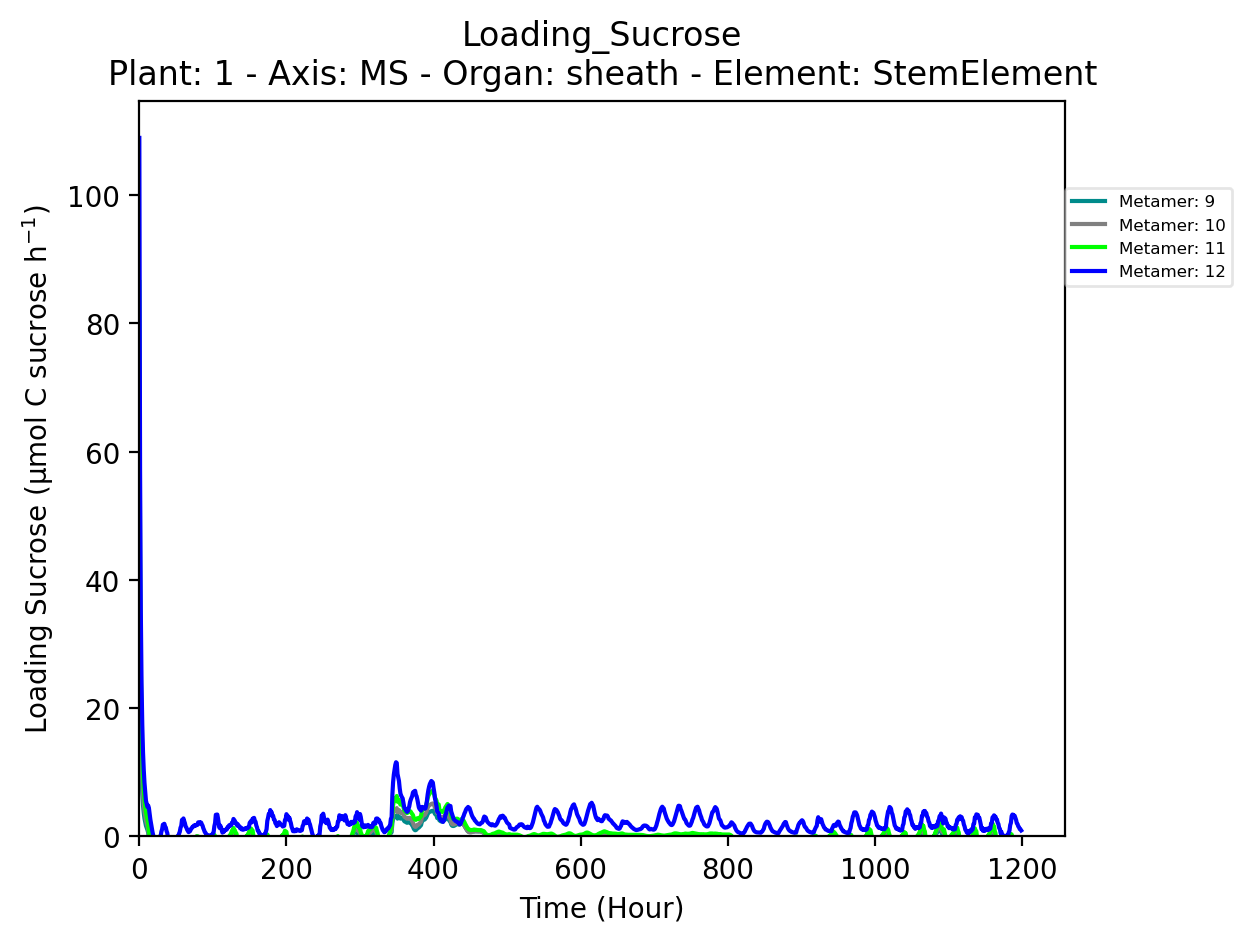 Loading_Sucrose
Plant: 1 - Axis: MS - Organ: sheath - Element: StemElement
Loading Sucrose (µmol C sucrose h⁻¹)
100
80
60
40
20
0
0 200 400 600 800 1000 1200
Time (Hour)
Metamer: 9
Metamer: 10
Metamer: 11
Metamer: 12